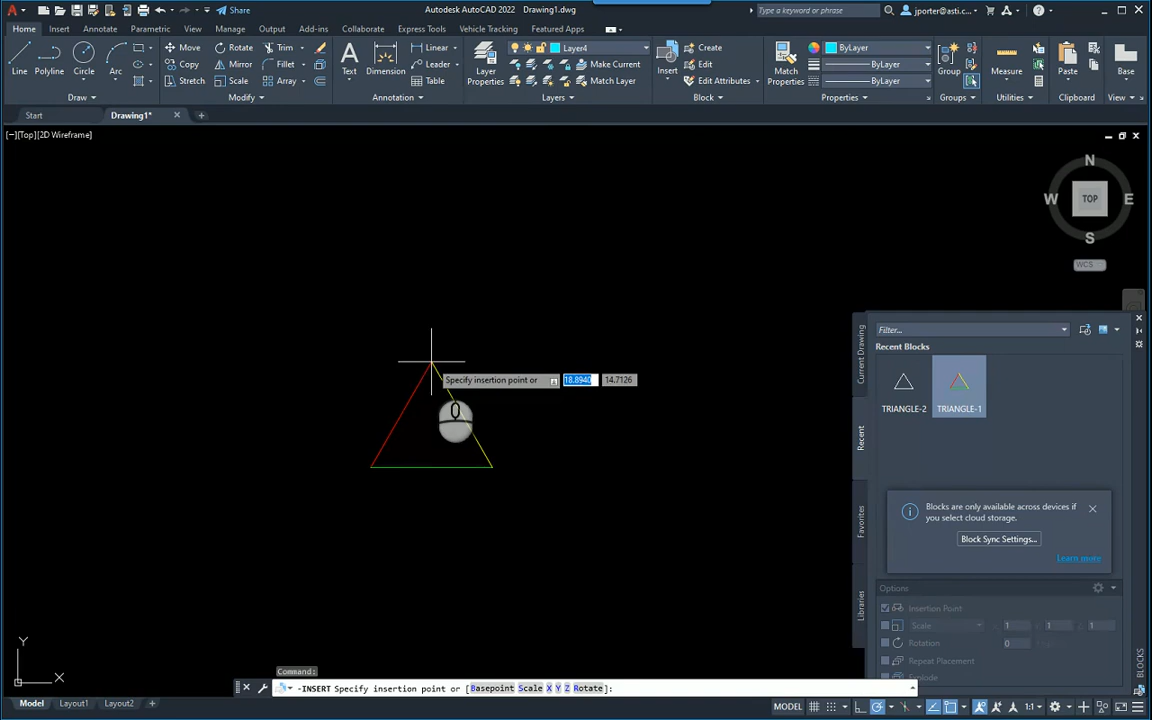 Share
Autodesk AutoCAD 2022 Drawing1.dwg
Type a keyword or phrase
jporter@asti.c...
Home Insert Annotate Parametric View Manage Output Add-ins Collaborate Express Tools Vehicle Tracking Featured Apps
Line Polyline Circle Arc
Move Rotate Trim
Copy Mirror Fillet
Stretch Scale Array
Text Dimension
Linear
Leader
Table
Layer Properties
Layer4
Make Current
Match Layer
Insert
Create
Edit
Edit Attributes
Match Properties
ByLayer
ByLayer
ByLayer
Group
Measure
Paste
Base
Draw Modify Annotation Layers Block Properties Groups Utilities Clipboard View
Start Drawing1*
[–][Top][2D Wireframe]
N
W TOP E
S
WCS
Specify insertion point or 18.8940 14.7126
Current Drawing
Recent
Favorites
Libraries
Filter...
Recent Blocks
TRIANGLE-2 TRIANGLE-1
Blocks are only available across devices if
you select cloud storage.
Block Sync Settings...
Learn more
Options
Insertion Point
Scale 1 1 1
Rotation 0
Repeat Placement
Explode
BLOCKS
Y
X
Command:
-INSERT Specify insertion point or [Basepoint Scale X Y Z Rotate]:
Model Layout1 Layout2
MODEL 1:1